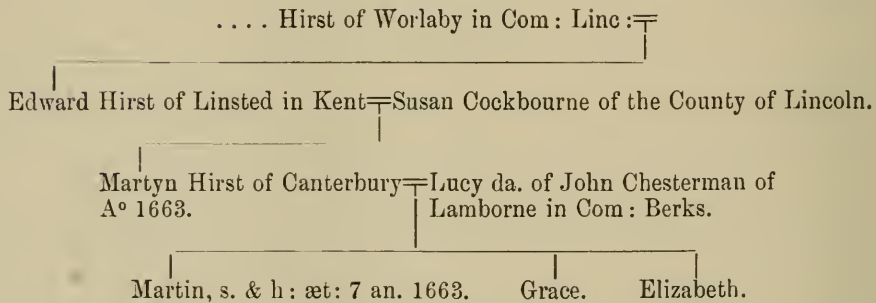 .... Hirst of Worlaby in Com: Linc:
Edward Hirst of Linsted in Kent=Susan Cockbourne of the County of Lincoln.
Martyn Hirst of Canterbury=Lucy da. of John Chesterman of
Aº 1663. Lamborne in Com: Berks.
Martin, s. & h: æt: 7 an. 1663. Grace. Elizabeth.